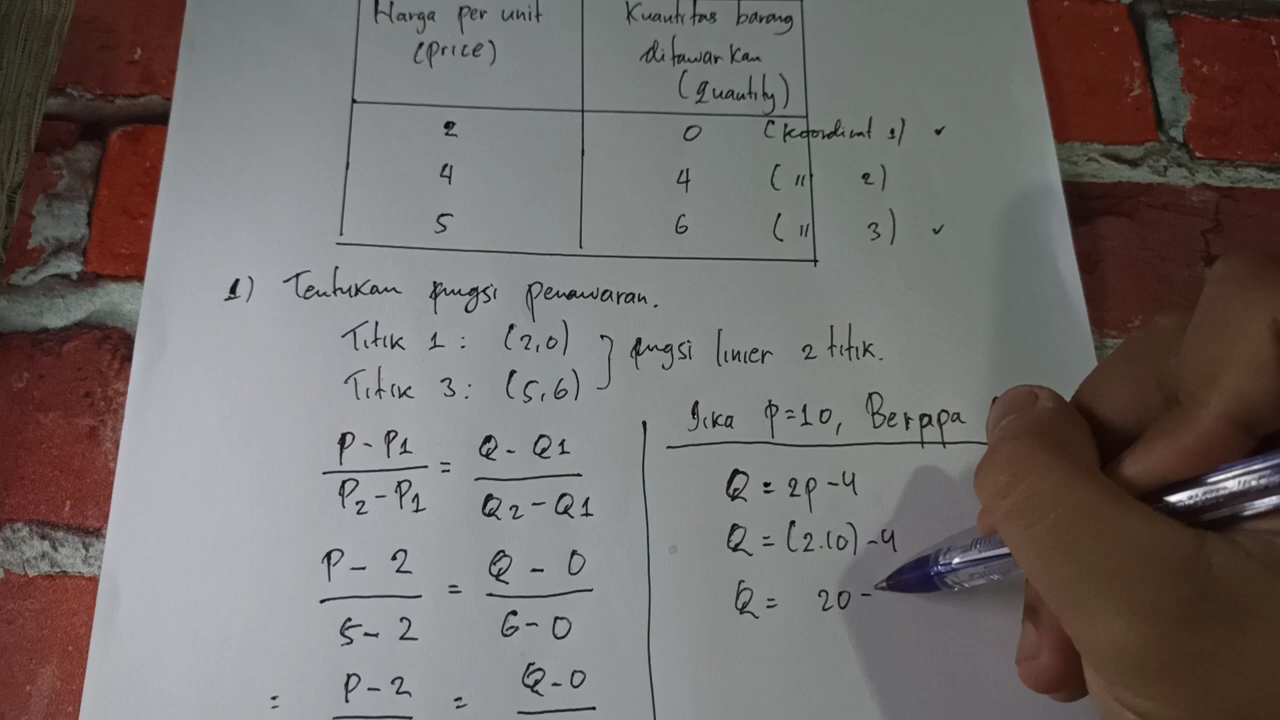 Harga per unit
(price)
Kuantitas barang
ditawarkan
(quantity)
2 0 (Koordinat 1) ✓
4 4 ( " 2)
5 6 ( " 3) ✓
1) Tentukan fungsi penawaran.
Titik 1 : (2,0)
Titik 3 : (5,6)
} fungsi linier 2 titik.
P - P1 / P2 - P1 = Q - Q1 / Q2 - Q1
P - 2 / 5 - 2 = Q - 0 / 6 - 0
= P - 2 = Q - 0
Jika p=10, Berapa
Q = 2p - 4
Q = (2.10) - 4
Q = 20 -